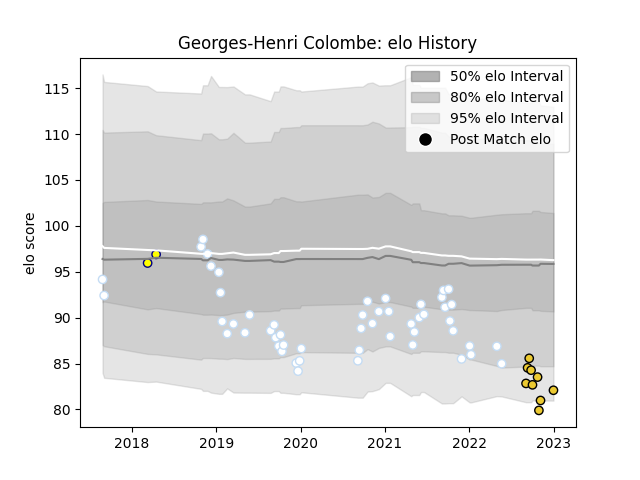 Georges-Henri Colombe: elo History
50% elo Interval
80% elo Interval
95% elo Interval
Post Match elo
elo score
115
110
105
100
95
90
85
80
2018 2019 2020 2021 2022 2023